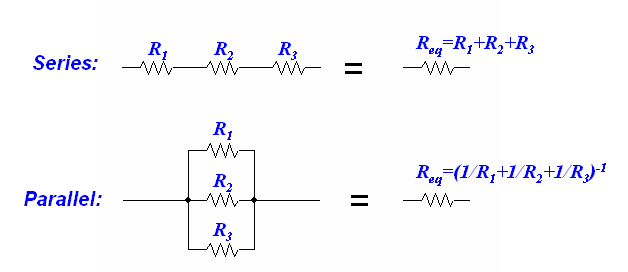 Series: R1 R2 R3 = Req=R1+R2+R3
Parallel: R1 R2 R3 = Req=(1/R1+1/R2+1/R3)-1